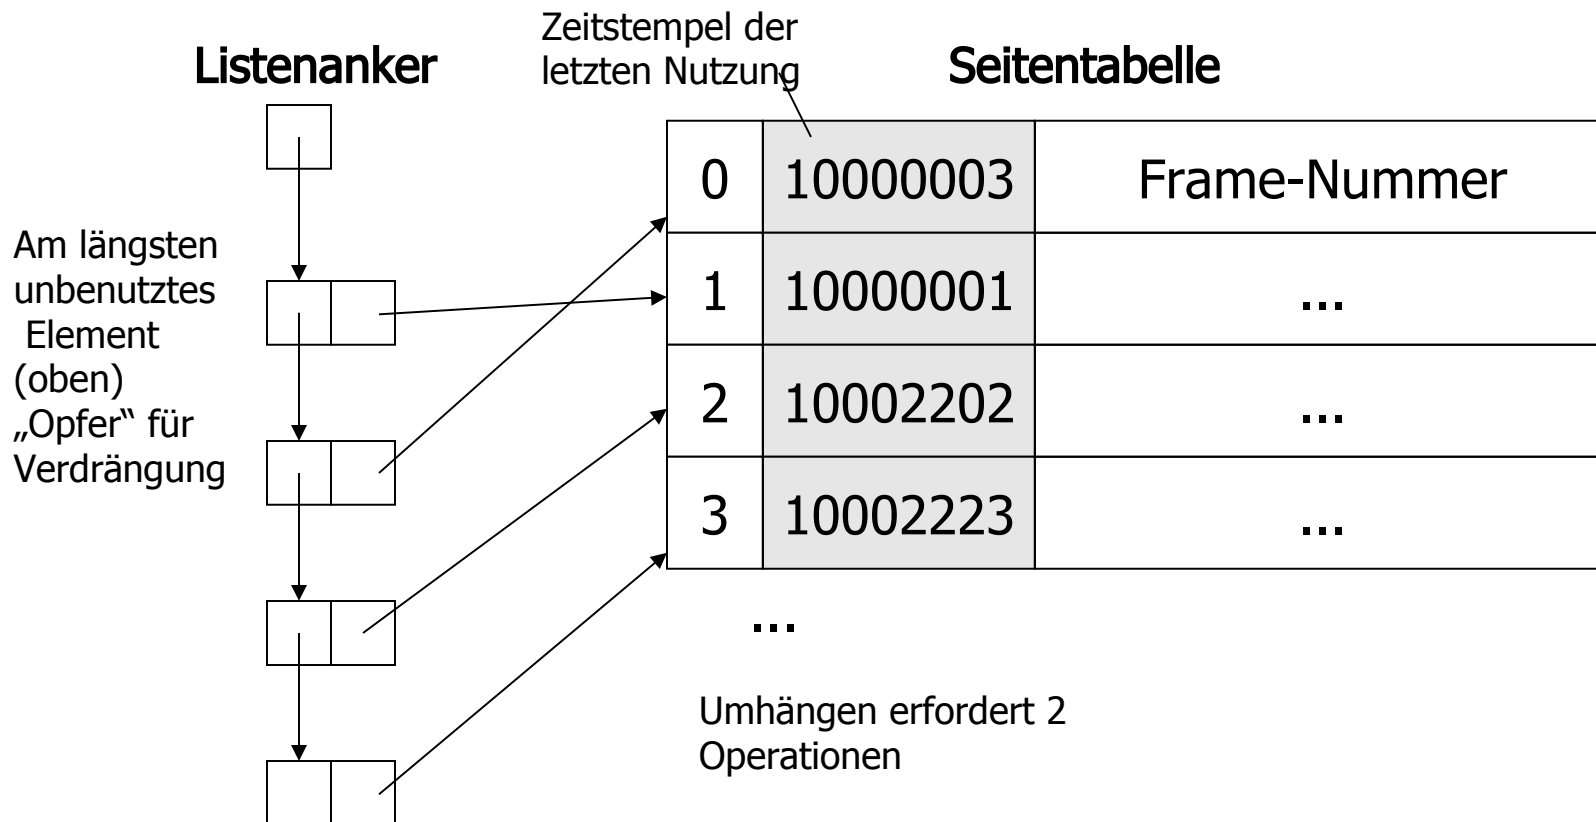 Listenanker
Zeitstempel der
letzten Nutzung
Seitentabelle
Am längsten
unbenutztes
Element
(oben)
„Opfer“ für
Verdrängung
0 10000003 Frame-Nummer
1 10000001 ...
2 10002202 ...
3 10002223 ...
...
Umhängen erfordert 2
Operationen